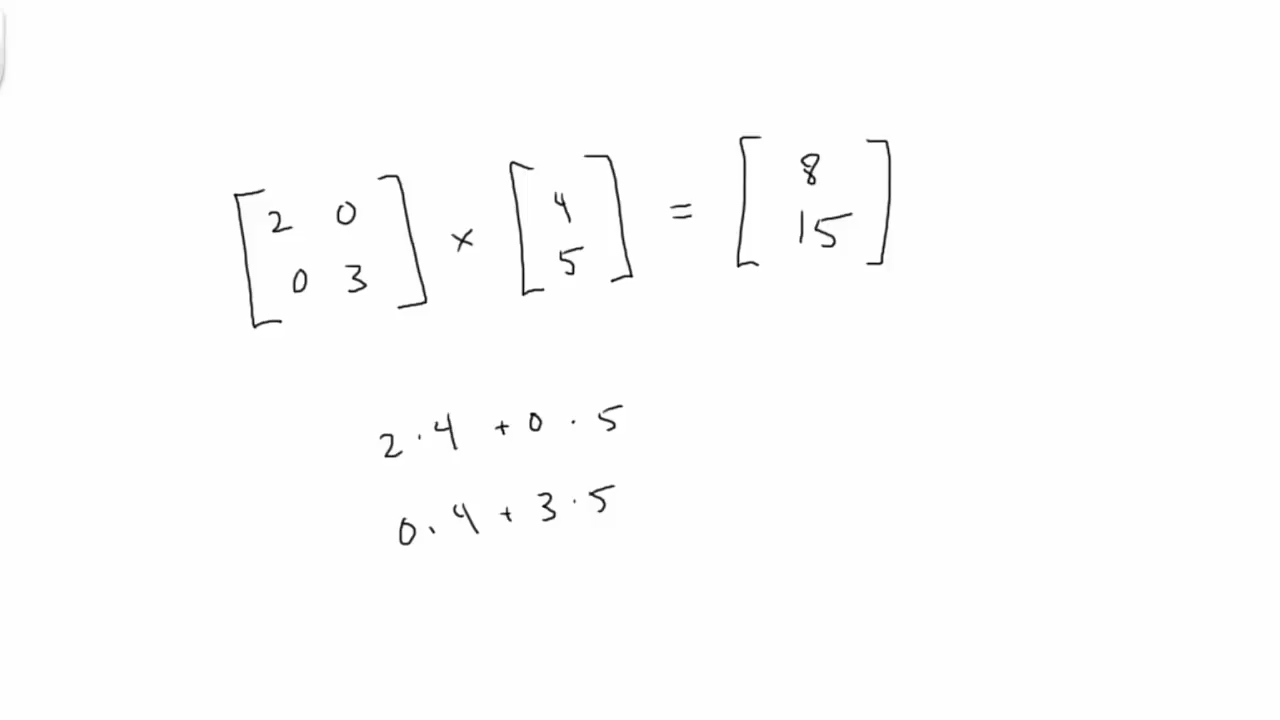 [2 0
0 3] × [4
5] = [8
15]
2 · 4 + 0 · 5
0 · 4 + 3 · 5